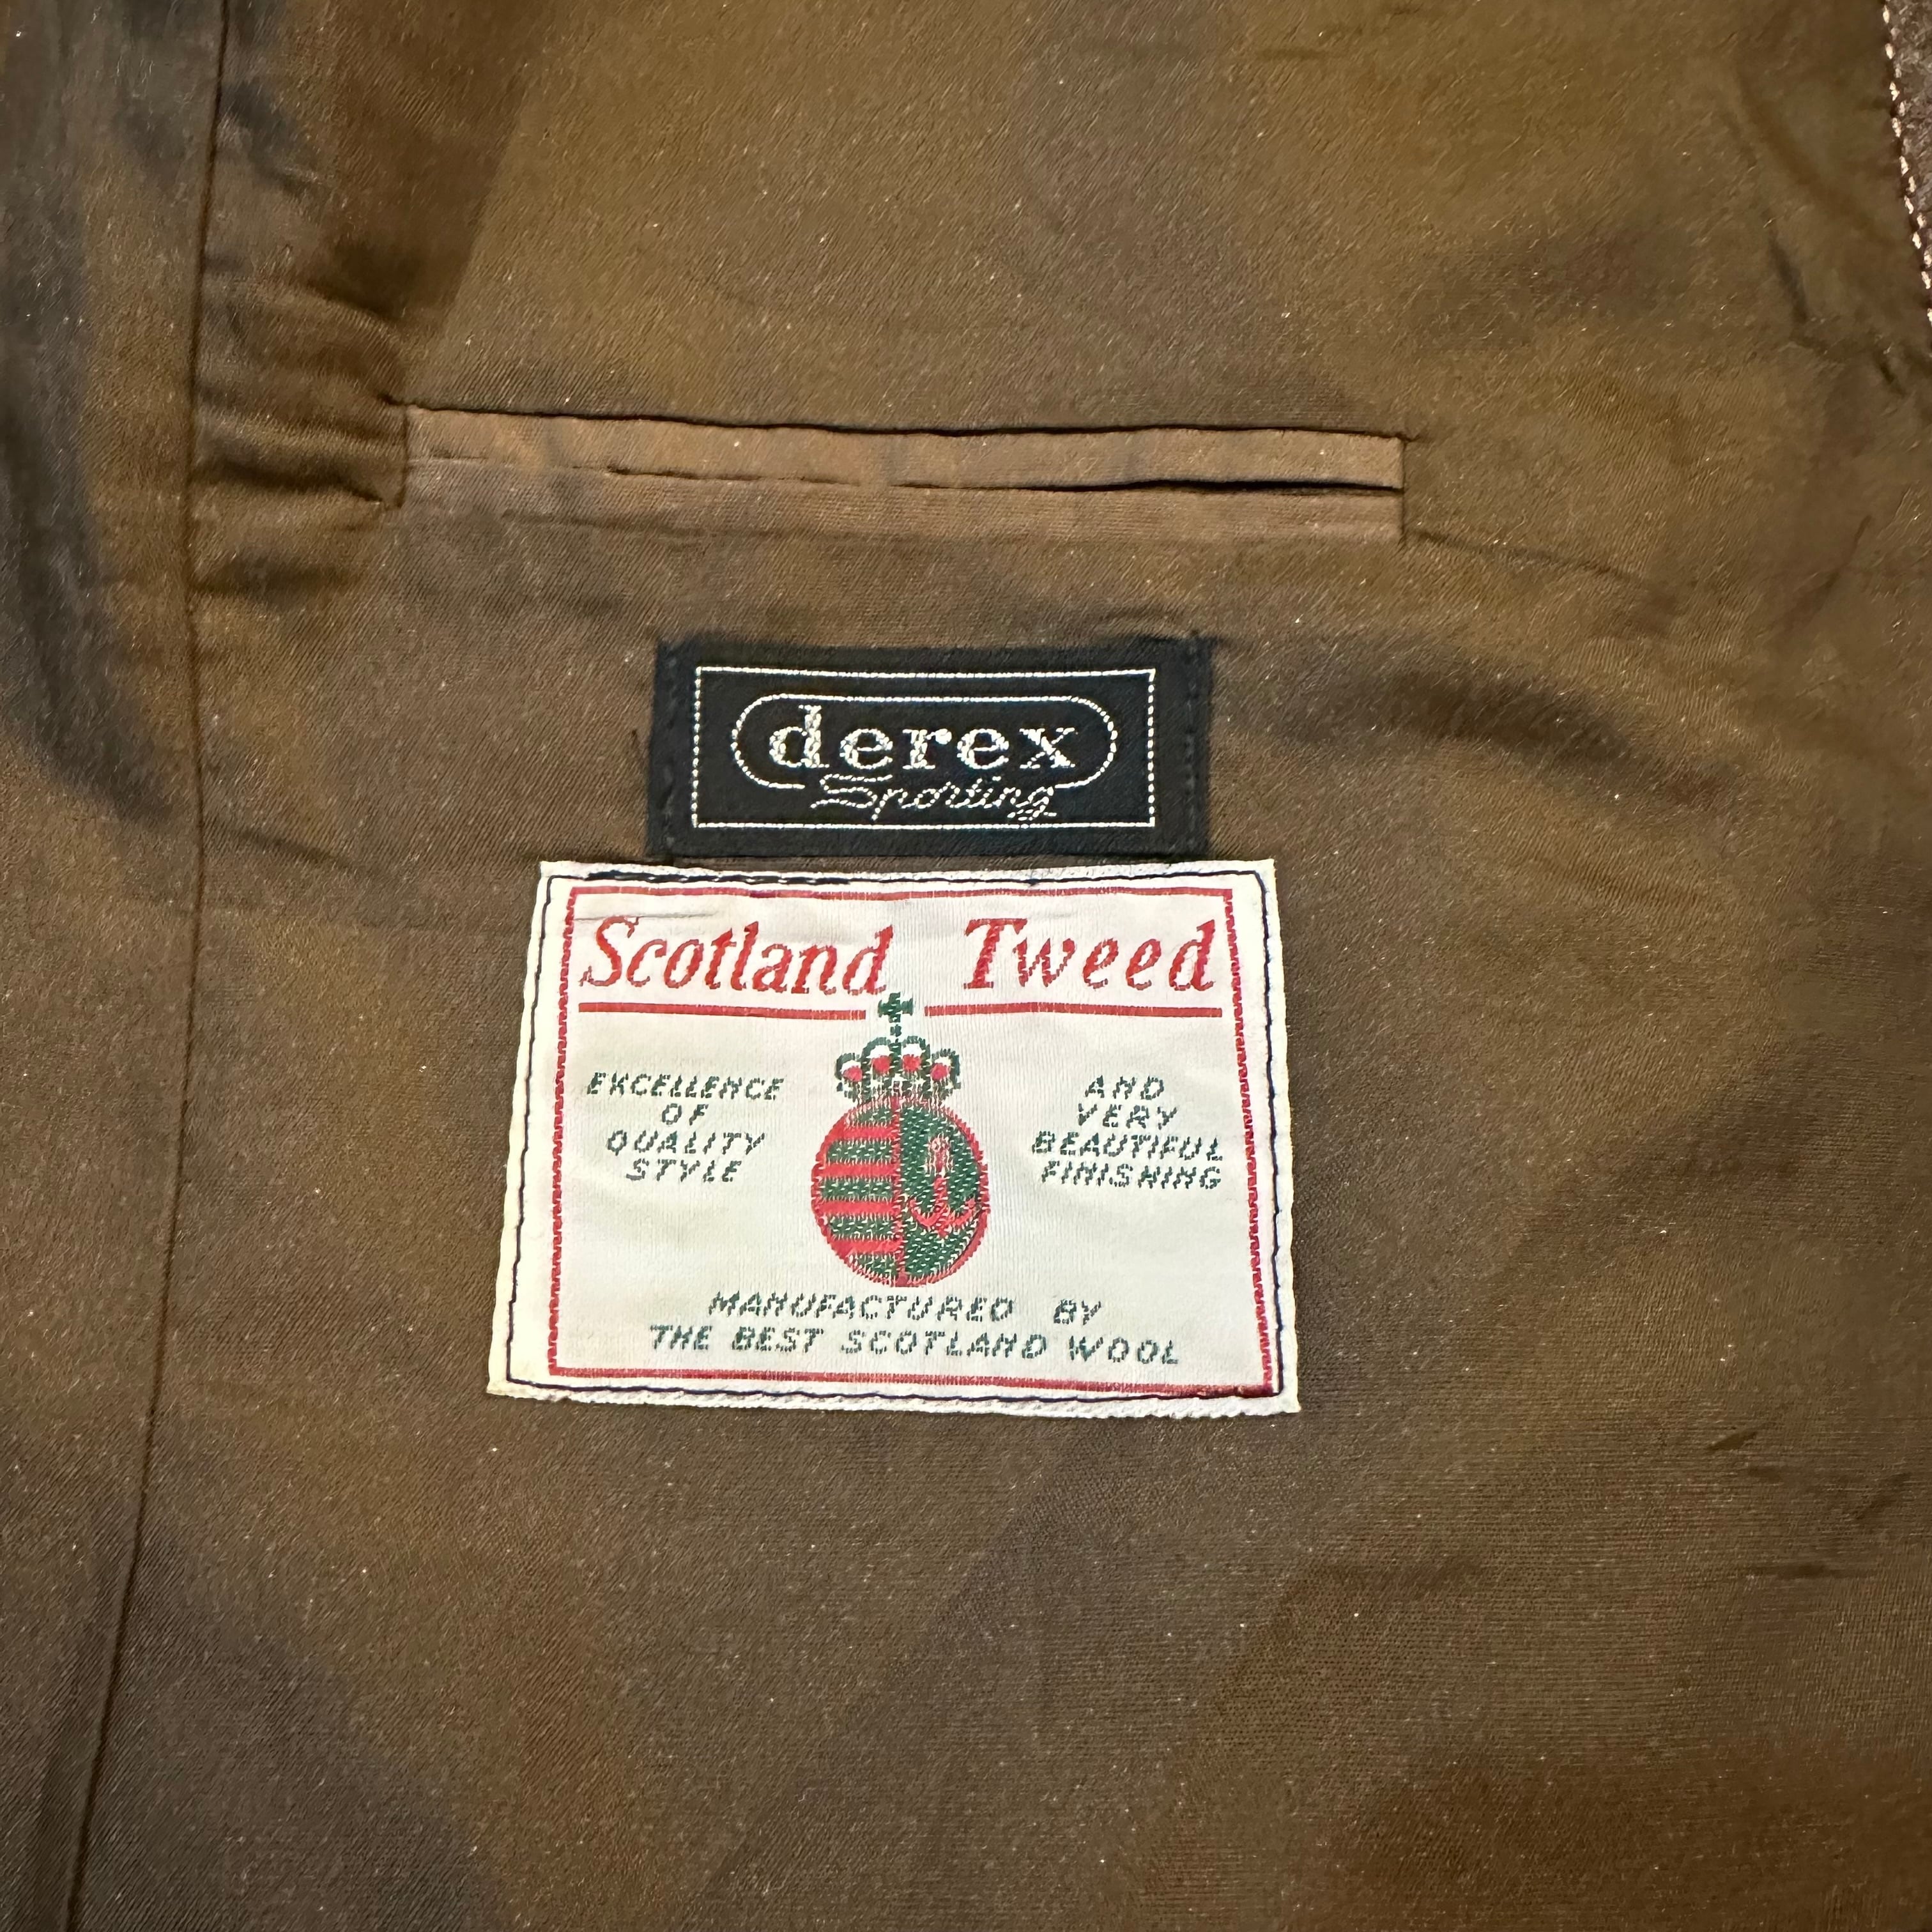 derex
Sporting
Scotland Tweed
EXCELLENCE
OF
QUALITY
STYLE
AND
VERY
BEAUTIFUL
FINISHING
MANUFACTURED BY
THE BEST SCOTLAND WOOL